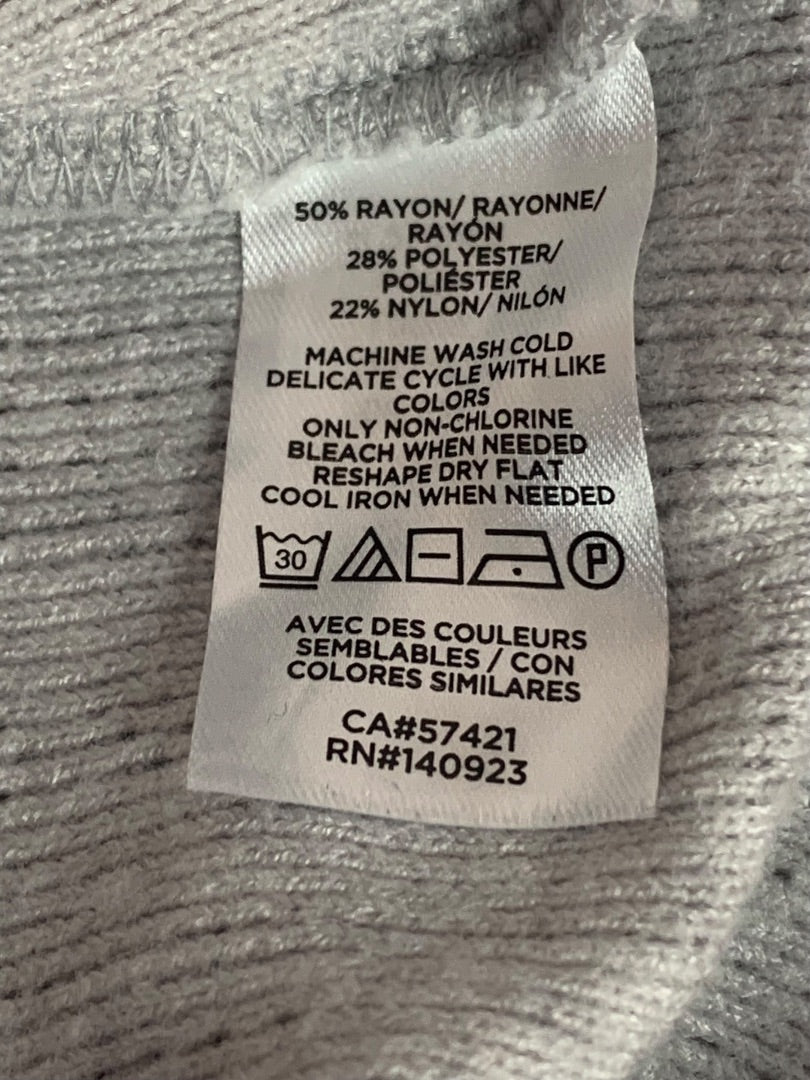 50% RAYON/ RAYONNE/
RAYÓN
28% POLYESTER/
POLIÉSTER
22% NYLON/ NILÓN
MACHINE WASH COLD
DELICATE CYCLE WITH LIKE
COLORS
ONLY NON-CHLORINE
BLEACH WHEN NEEDED
RESHAPE DRY FLAT
COOL IRON WHEN NEEDED
30 P
AVEC DES COULEURS
SEMBLABLES / CON
COLORES SIMILARES
CA#57421
RN#140923